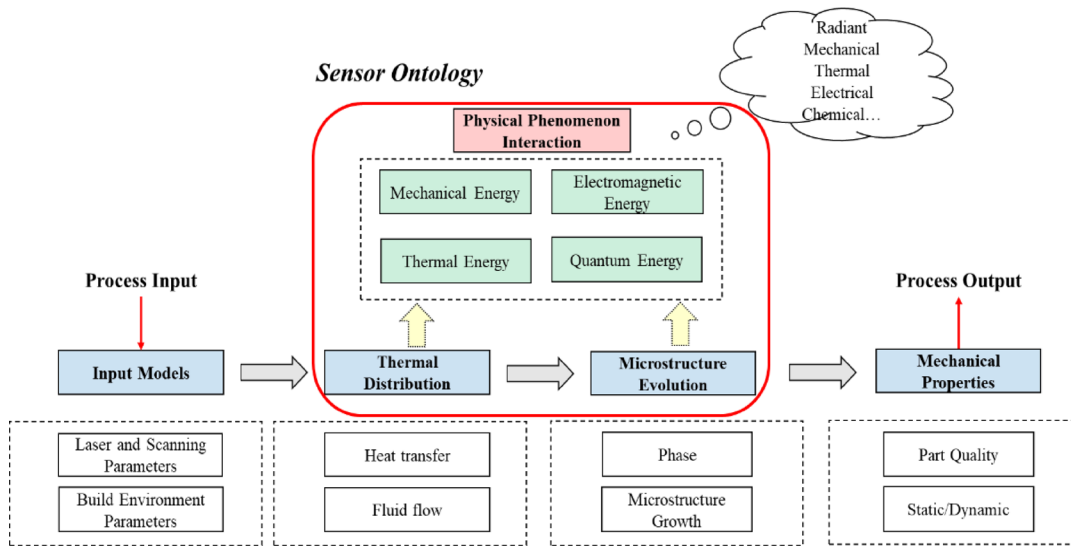 Radiant
Mechanical
Thermal
Electrical
Chemical...
Sensor Ontology
Physical Phenomenon
Interaction
Mechanical Energy
Electromagnetic
Energy
Thermal Energy
Quantum Energy
Process Input
Process Output
Input Models
Thermal
Distribution
Microstructure
Evolution
Mechanical
Properties
Laser and Scanning
Parameters
Build Environment
Parameters
Heat transfer
Fluid flow
Phase
Microstructure
Growth
Part Quality
Static/Dynamic